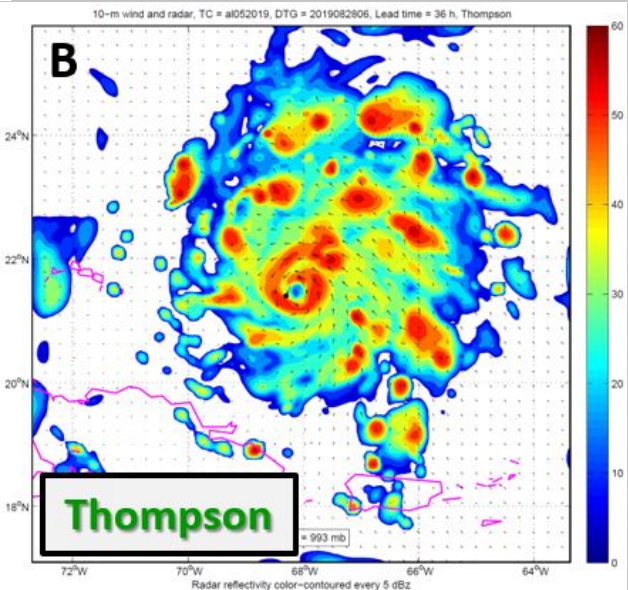 10-m wind and radar, TC = al052019, DTG = 2019082806, Lead time = 36 h, Thompson
B
60
50
24°N
40
22°N
30
20°N
20
10
18°N
Thompson
= 993 mb
0
72°W 70°W 68°W 66°W 64°W
Radar reflectivity color-contoured every 5 dBz